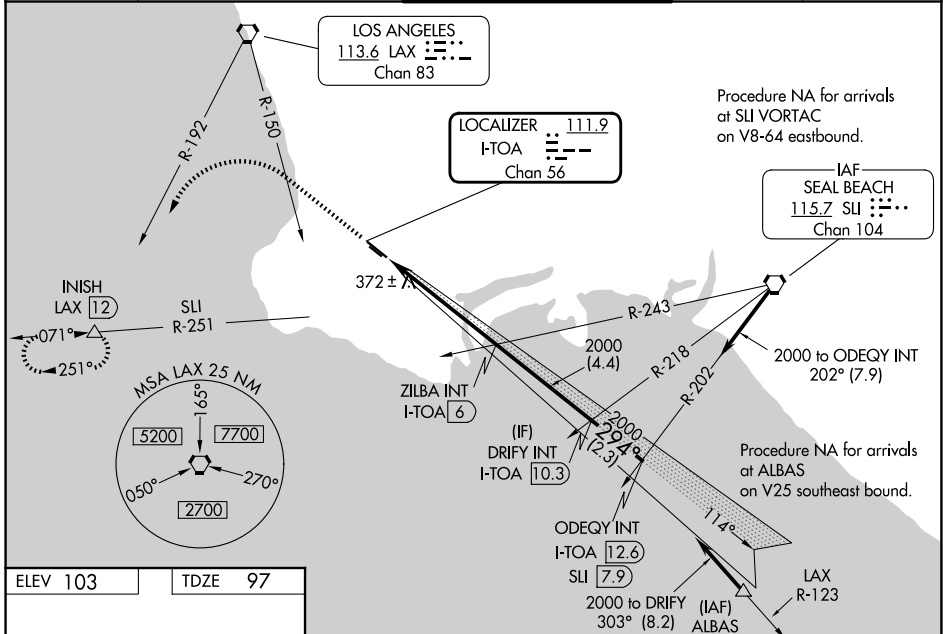 LOS ANGELES
113.6 LAX
Chan 83
R-192
R-150
LOCALIZER 111.9
I-TOA
Chan 56
Procedure NA for arrivals
at SLI VORTAC
on V8-64 eastbound.
IAF
SEAL BEACH
115.7 SLI
Chan 104
372 ±
INISH
LAX 12
071°
251°
SLI
R-251
R-243
2000
(4.4)
R-218
R-202
2000 to ODEQY INT
202° (7.9)
ZILBA INT
I-TOA 6
MSA LAX 25 NM
165°
5200
7700
050°
270°
2700
(IF)
DRIFY INT
I-TOA 10.3
2000
294°
(2.3)
Procedure NA for arrivals
at ALBAS
on V25 southeast bound.
114°
ODEQY INT
I-TOA 12.6
SLI 7.9
2000 to DRIFY
303° (8.2)
(IAF)
ALBAS
LAX
R-123
ELEV 103
TDZE 97